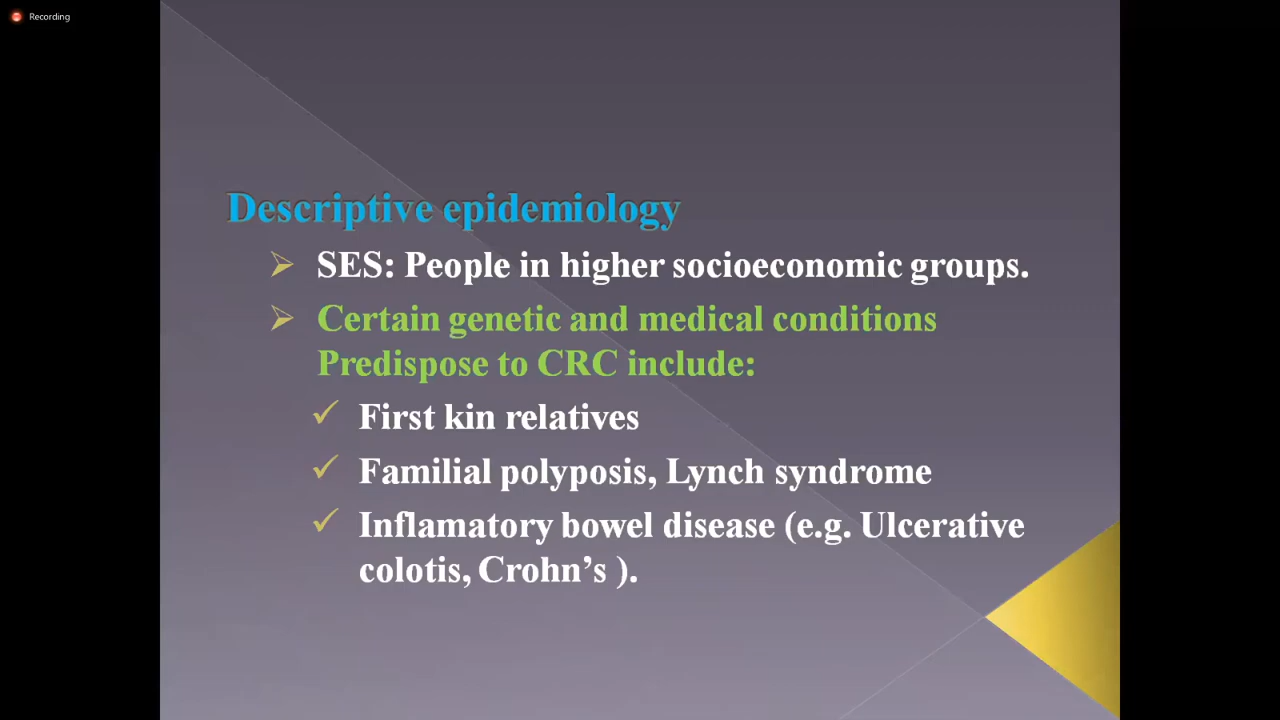 Recording
Descriptive epidemiology
SES: People in higher socioeconomic groups.
Certain genetic and medical conditions
Predispose to CRC include:
First kin relatives
Familial polyposis, Lynch syndrome
Inflamatory bowel disease (e.g. Ulcerative
colotis, Crohn’s ).